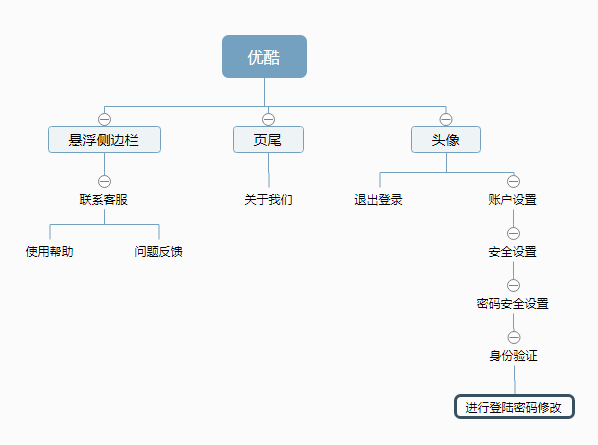 优酷
悬浮侧边栏
页尾
头像
联系客服
关于我们
退出登录
账户设置
使用帮助
问题反馈
安全设置
密码安全设置
身份验证
进行登陆密码修改